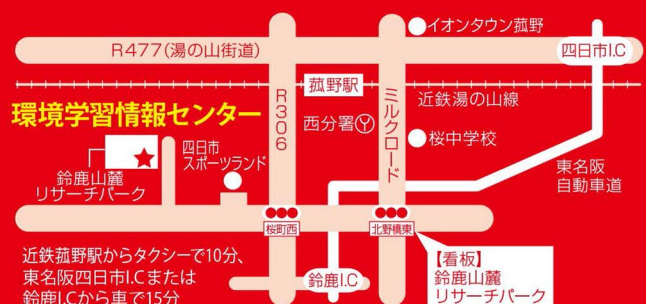 イオンタウン菰野
R477(湯の山街道)
四日市I.C
菰野駅
近鉄湯の山線
環境学習情報センター
R306
ミルクロード
西分署
桜中学校
四日市
スポーツランド
鈴鹿山麓
リサーチパーク
東名阪
自動車道
桜町西
北野橋東
近鉄菰野駅からタクシーで10分、
東名阪四日市I.Cまたは
鈴鹿I.Cから車で15分
鈴鹿I.C
【看板】
鈴鹿山麓
リサーチパーク